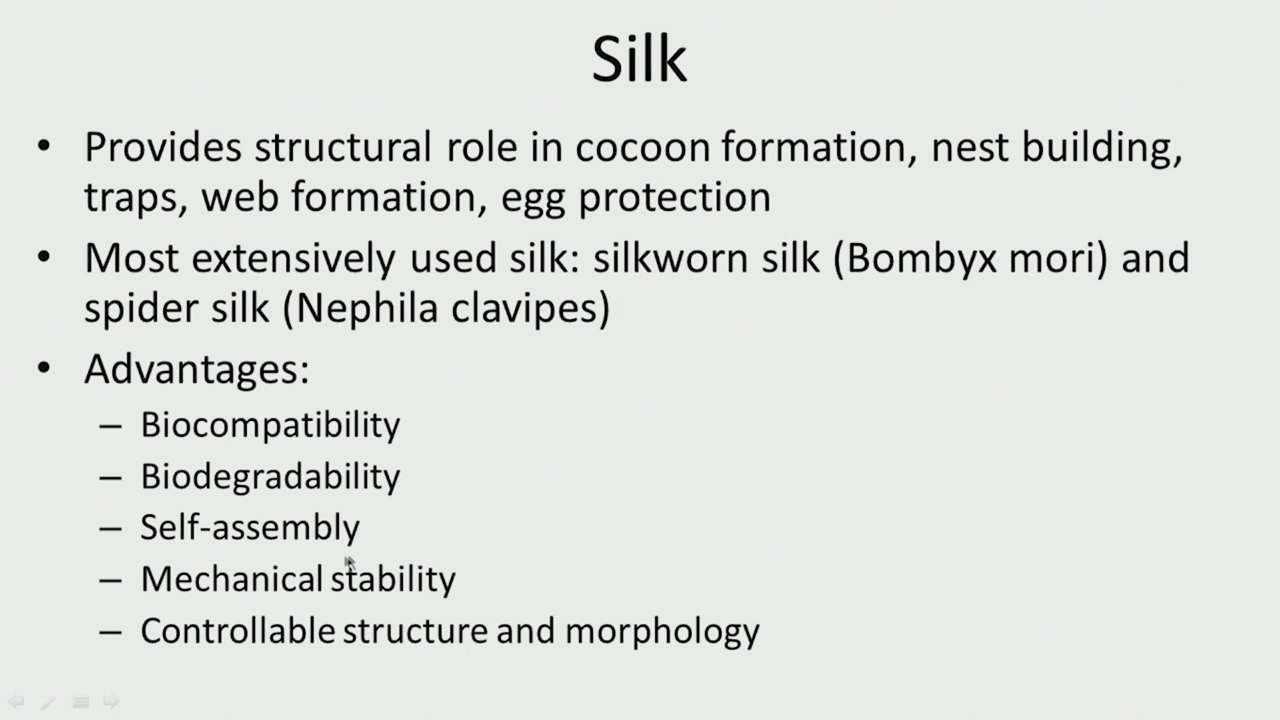 Silk
• Provides structural role in cocoon formation, nest building,
traps, web formation, egg protection
• Most extensively used silk: silkworn silk (Bombyx mori) and
spider silk (Nephila clavipes)
• Advantages:
– Biocompatibility
– Biodegradability
– Self-assembly
– Mechanical stability
– Controllable structure and morphology